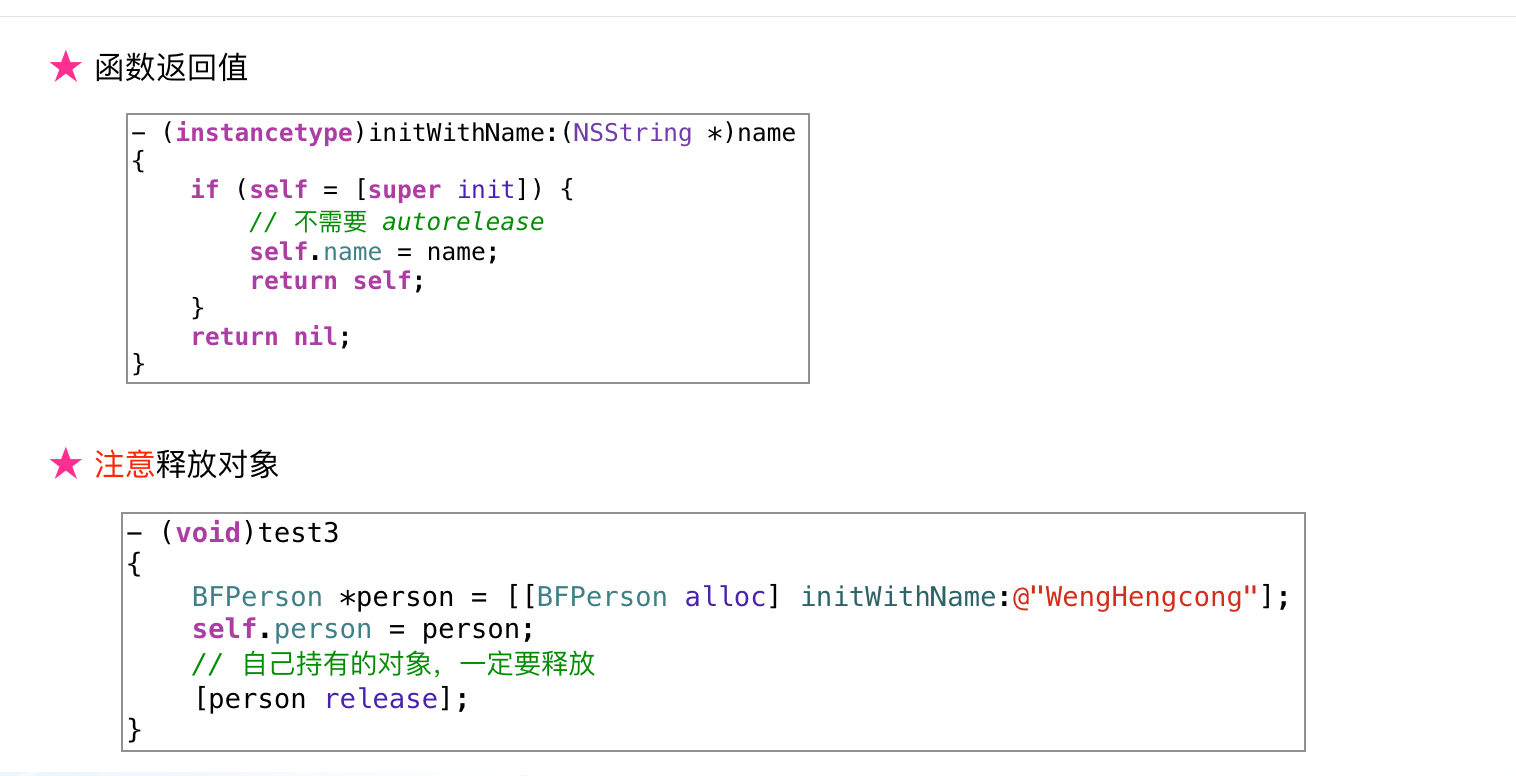 ★ 函数返回值
- (instancetype)initWithName:(NSString *)name
{
    if (self = [super init]) {
        // 不需要 autorelease
        self.name = name;
        return self;
    }
    return nil;
}
★ 注意释放对象
- (void)test3
{
    BFPerson *person = [[BFPerson alloc] initWithName:@"WengHengcong"];
    self.person = person;
    // 自己持有的对象，一定要释放
    [person release];
}